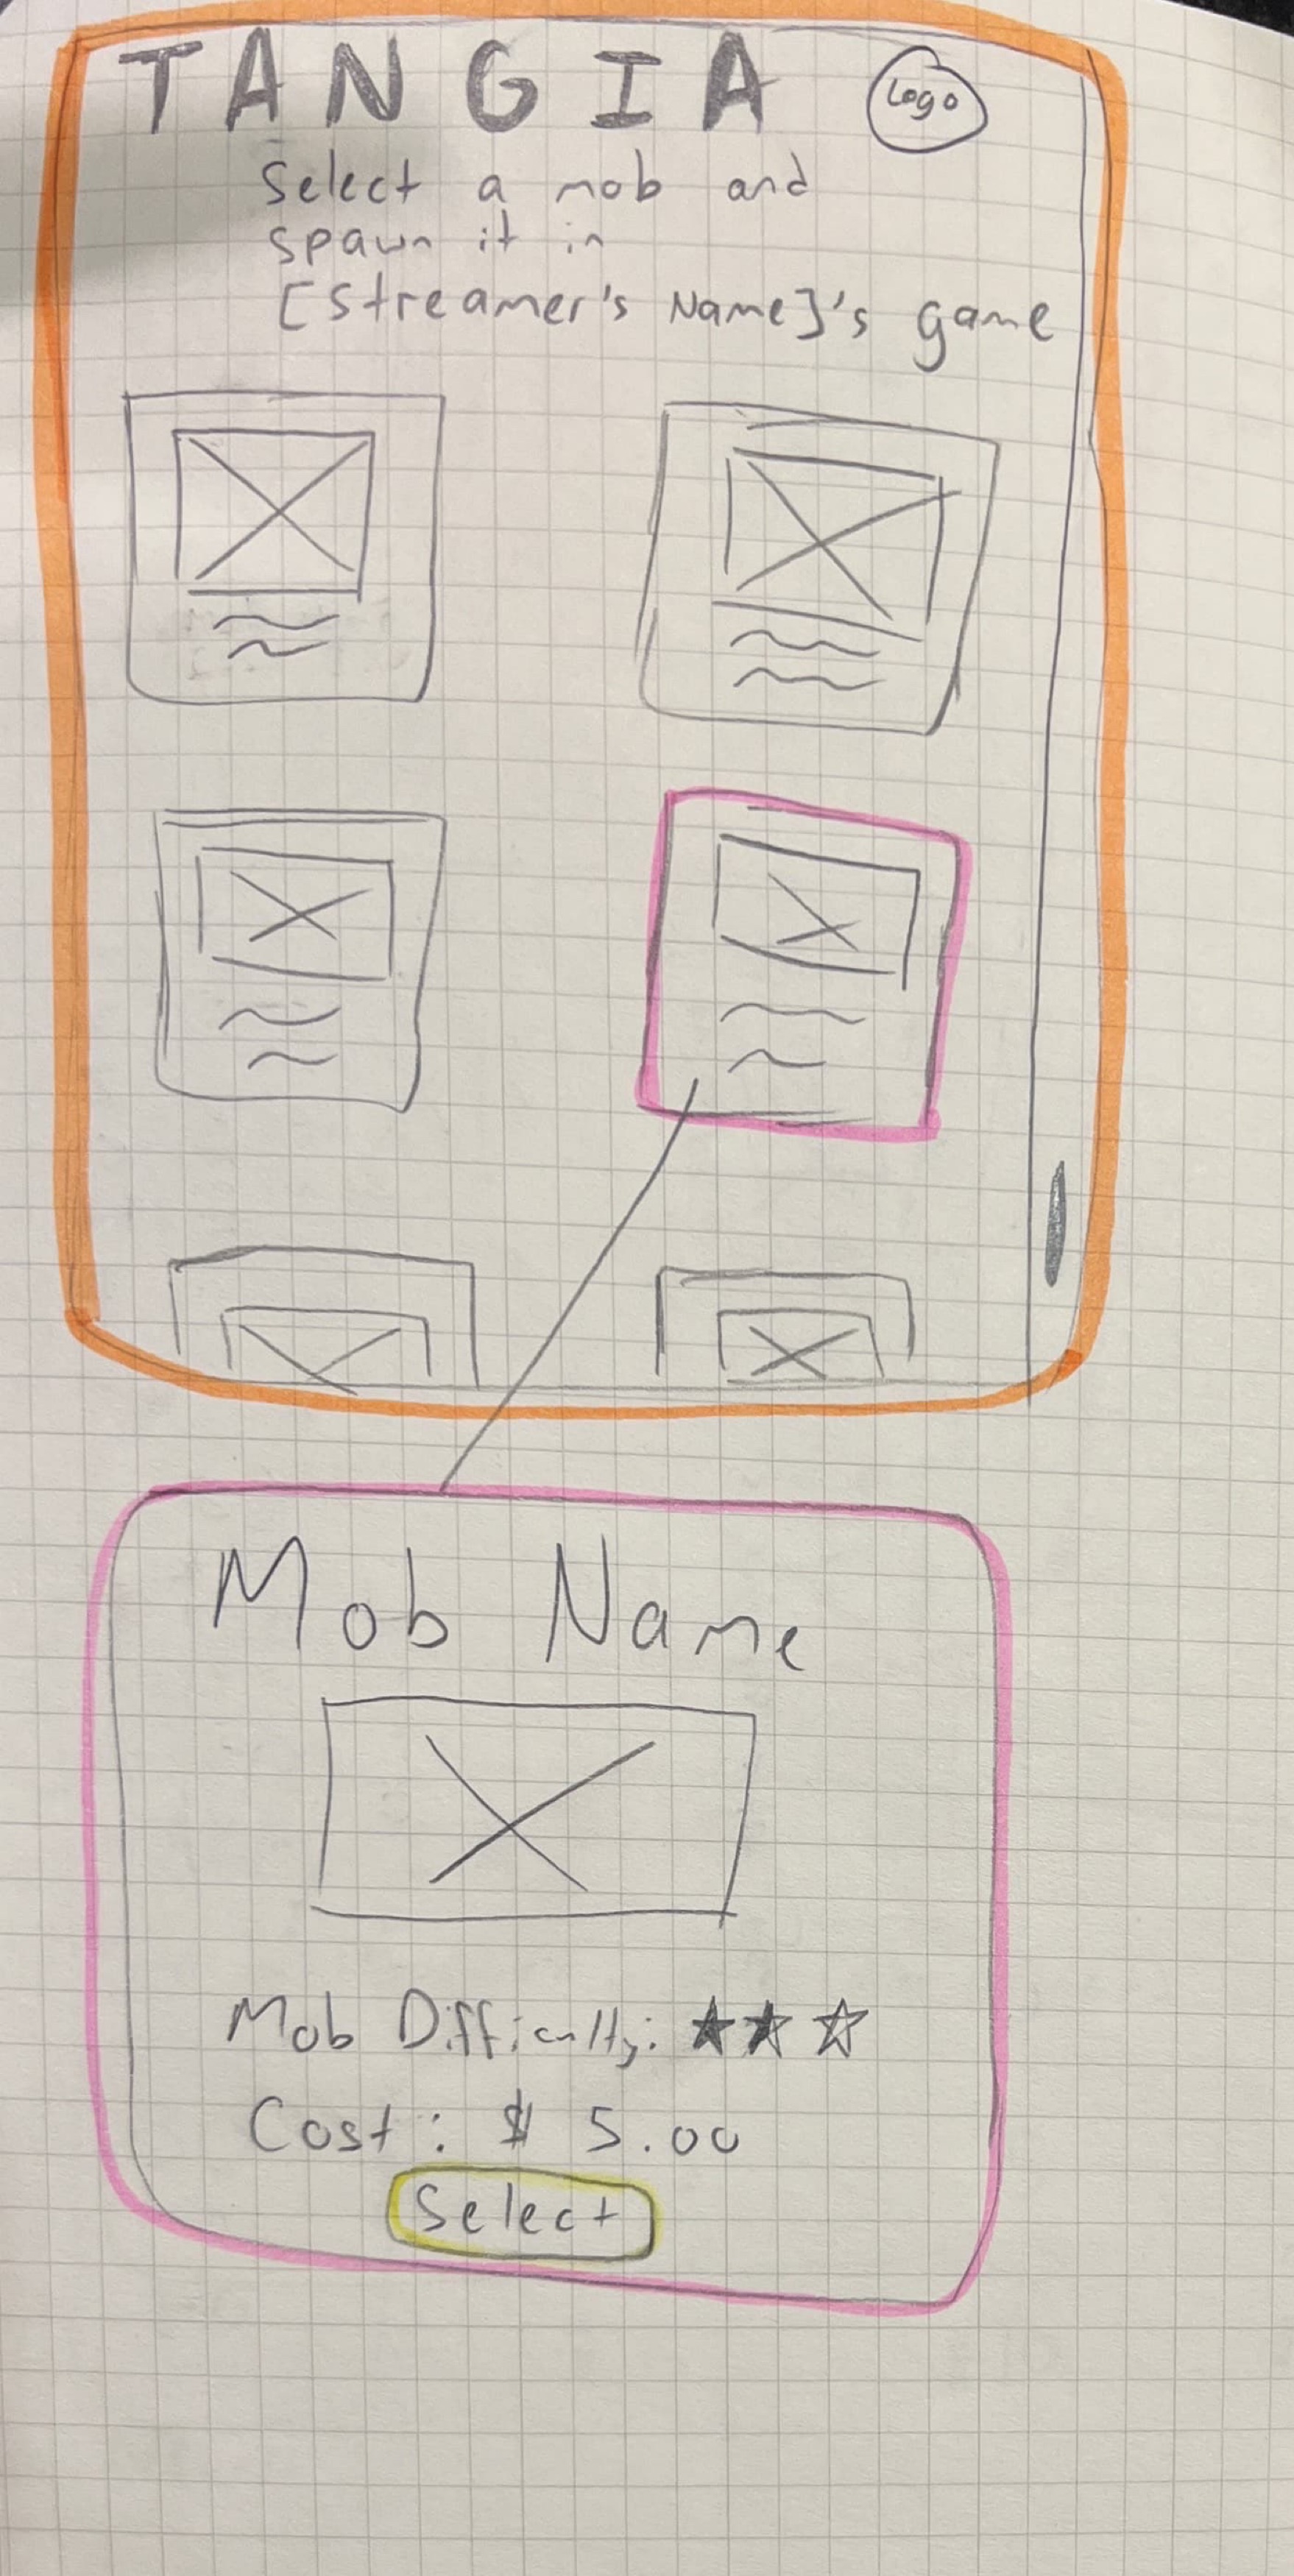 TANGIA Logo
Select a mob and
spawn it in
[Streamer's Name]'s game
Mob Name
Mob Difficulty: ★★☆
Cost: $ 5.00
Select